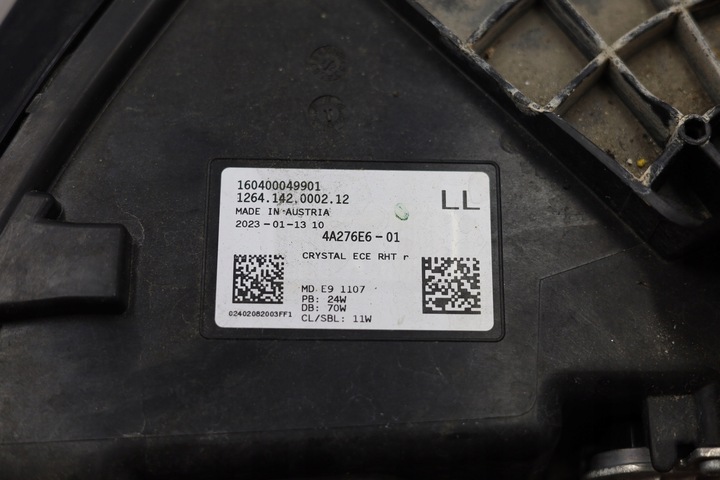 160400049901
1264.142.0002.12
LL
MADE IN AUSTRIA
2023-01-13 10
4A276E6-01
CRYSTAL ECE RHT r
MD E9 1107
PB: 24W
DB: 70W
CL/SBL: 11W
02402082003FF1